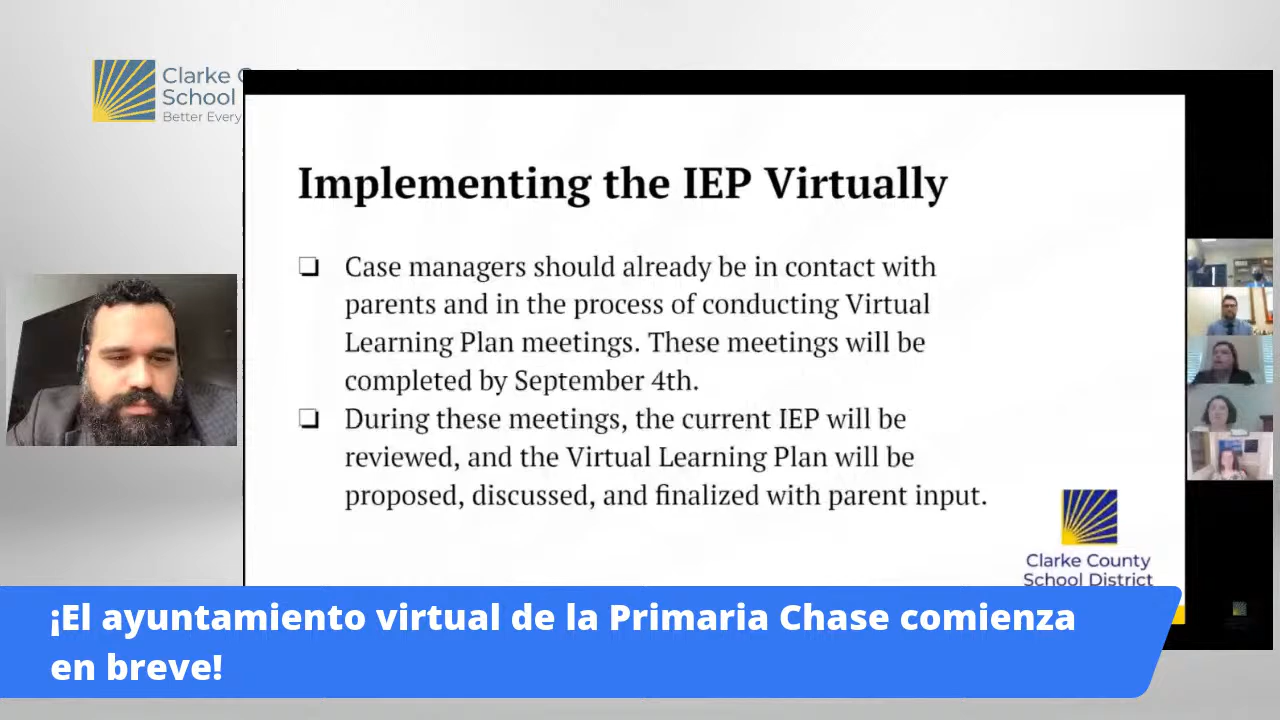 Clarke
School
Better Every
Implementing the IEP Virtually
❏ Case managers should already be in contact with
parents and in the process of conducting Virtual
Learning Plan meetings. These meetings will be
completed by September 4th.
❏ During these meetings, the current IEP will be
reviewed, and the Virtual Learning Plan will be
proposed, discussed, and finalized with parent input.
Clarke County
School District
¡El ayuntamiento virtual de la Primaria Chase comienza
en breve!